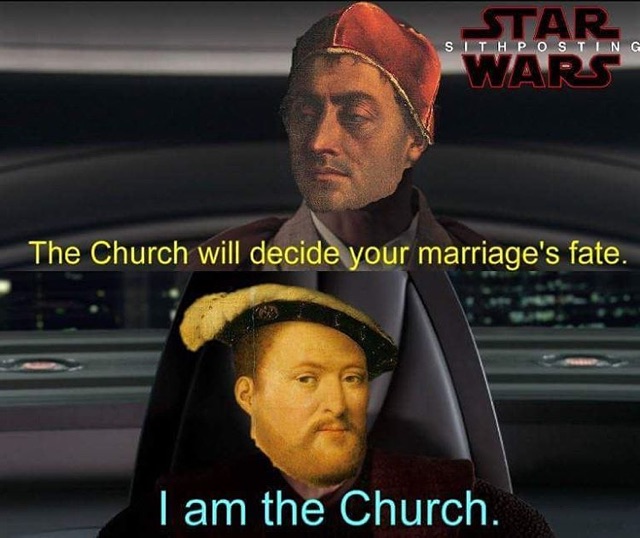 STAR
SITHPOSTING
WARS
The Church will decide your marriage's fate.
I am the Church.